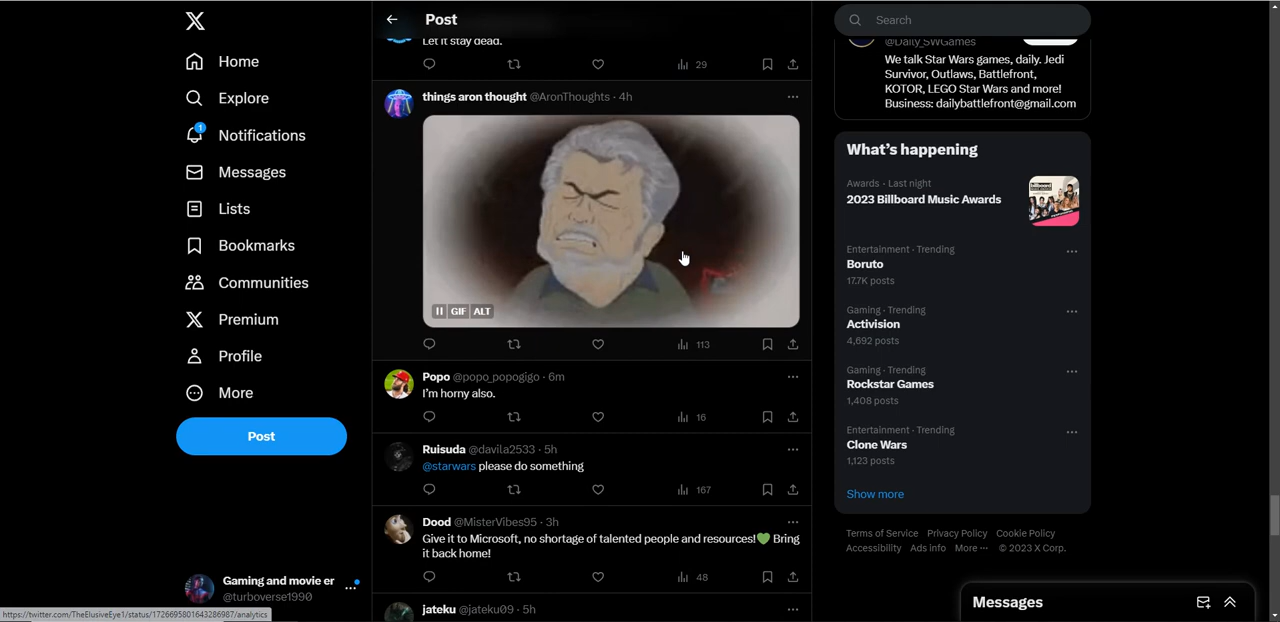 Home
Explore
1
Notifications
Messages
Lists
Bookmarks
Communities
Premium
Profile
More
Post
Gaming and movie er
@turboverse1990
https://twitter.com/TheElusiveEye1/status/1726695801643286987/analytics
Post
Let it stay dead.
29
things aron thought @AronThoughts · 4h
GIF ALT
113
Popo @popo_popogigo · 6m
I'm horny also.
16
Ruisuda @davila2533 · 5h
@starwars please do something
167
Dood @MisterVibes95 · 3h
Give it to Microsoft, no shortage of talented people and resources!💚 Bring
it back home!
48
jateku @jateku09 · 5h
Search
@Daily_SWGames
We talk Star Wars games, daily. Jedi
Survivor, Outlaws, Battlefront,
KOTOR, LEGO Star Wars and more!
Business: dailybattlefront@gmail.com
What's happening
Awards · Last night
2023 Billboard Music Awards
Entertainment · Trending
Boruto
17.7K posts
Gaming · Trending
Activision
4,692 posts
Gaming · Trending
Rockstar Games
1,408 posts
Entertainment · Trending
Clone Wars
1,123 posts
Show more
Terms of Service Privacy Policy Cookie Policy
Accessibility Ads info More ··· © 2023 X Corp.
Messages